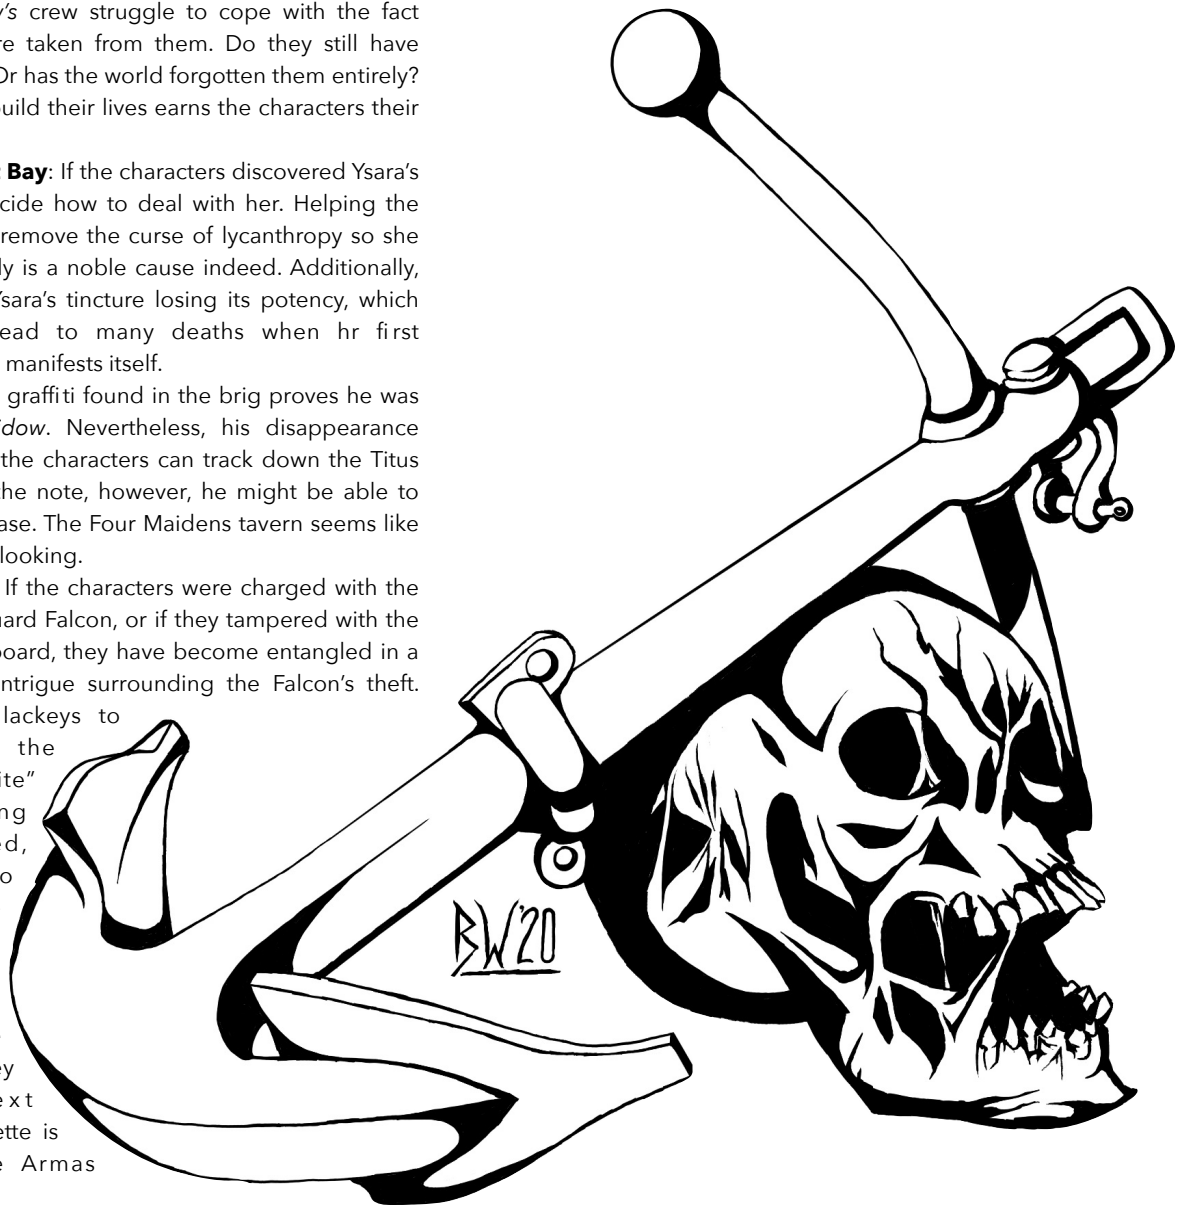 y's crew struggle to cope with the fact
re taken from them. Do they still have
Or has the world forgotten them entirely?
build their lives earns the characters their
t Bay: If the characters discovered Ysara's
cide how to deal with her. Helping the
remove the curse of lycanthropy so she
ly is a noble cause indeed. Additionally,
Ysara's tincture losing its potency, which
ead to many deaths when hr first
manifests itself.
graffiti found in the brig proves he was
idow. Nevertheless, his disappearance
the characters can track down the Titus
the note, however, he might be able to
ase. The Four Maidens tavern seems like
looking.
If the characters were charged with the
uard Falcon, or if they tampered with the
board, they have become entangled in a
ntrigue surrounding the Falcon's theft.
lackeys to
the
ite"
ng
ed,
o
ey
ext
ette is
e Armas
BW'20